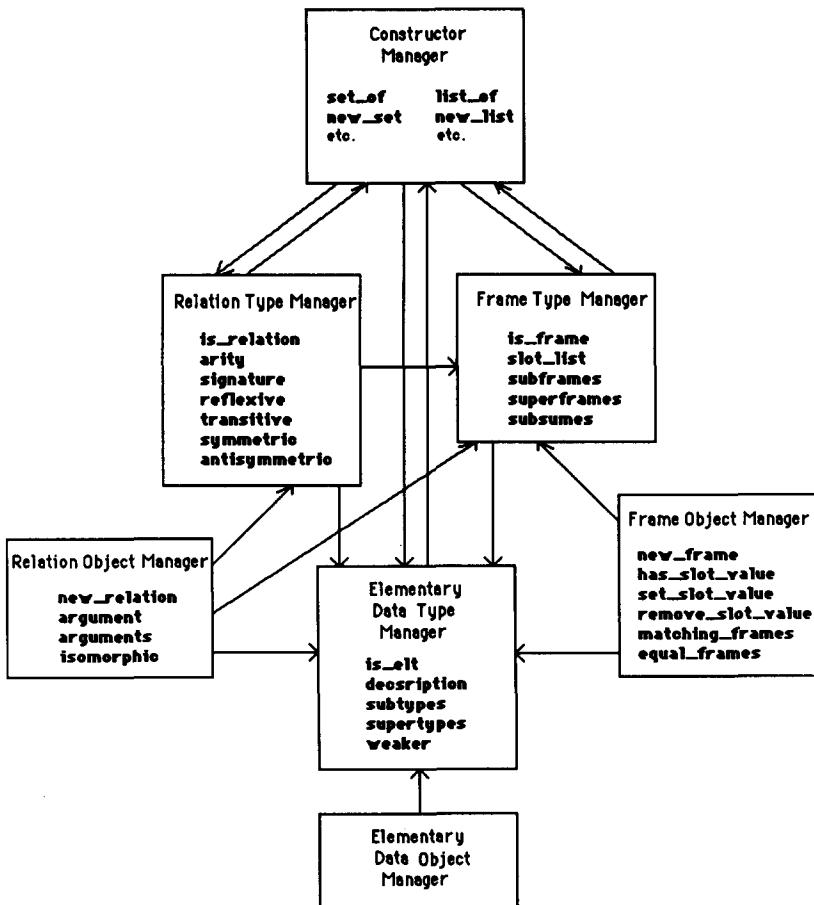 Constructor
Manager
set_of list_of
new_set new_list
etc. etc.
Relation Type Manager
is_relation
arity
signature
reflexive
transitive
symmetric
antisymmetric
Frame Type Manager
is_frame
slot_list
subframes
superframes
subsumes
Relation Object Manager
new_relation
argument
arguments
isomorphic
Elementary
Data Type
Manager
is_elt
decsription
subtypes
supertypes
weaker
Frame Object Manager
new_frame
has_slot_value
set_slot_value
remove_slot_value
matching_frames
equal_frames
Elementary
Data Object
Manager